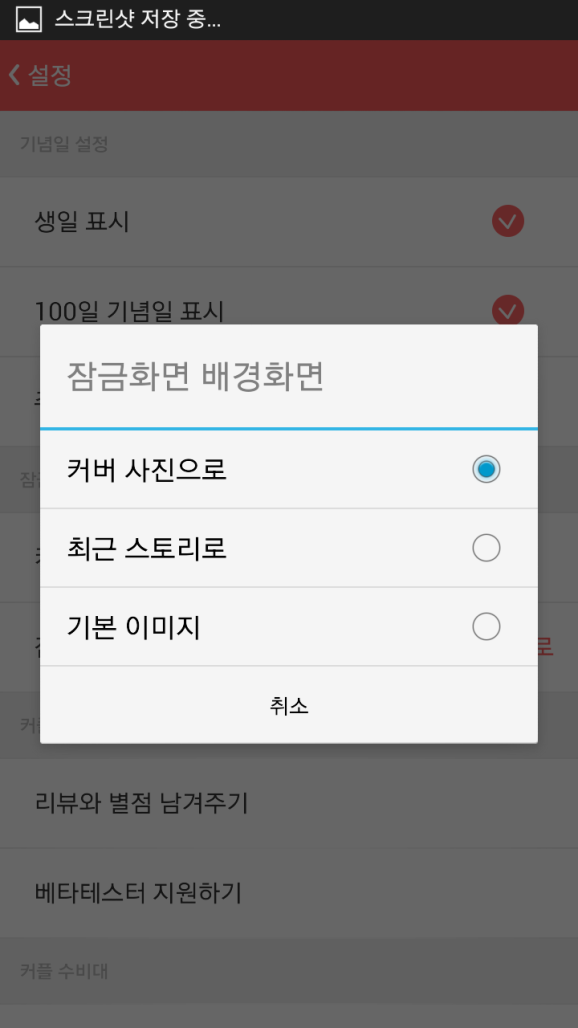 스크린샷 저장 중...
설정
기념일 설정
생일 표시
100일 기념일 표시
잠금화면 배경화면
커버 사진으로
최근 스토리로
기본 이미지
로
취소
리뷰와 별점 남겨주기
베타테스터 지원하기
커플 수비대